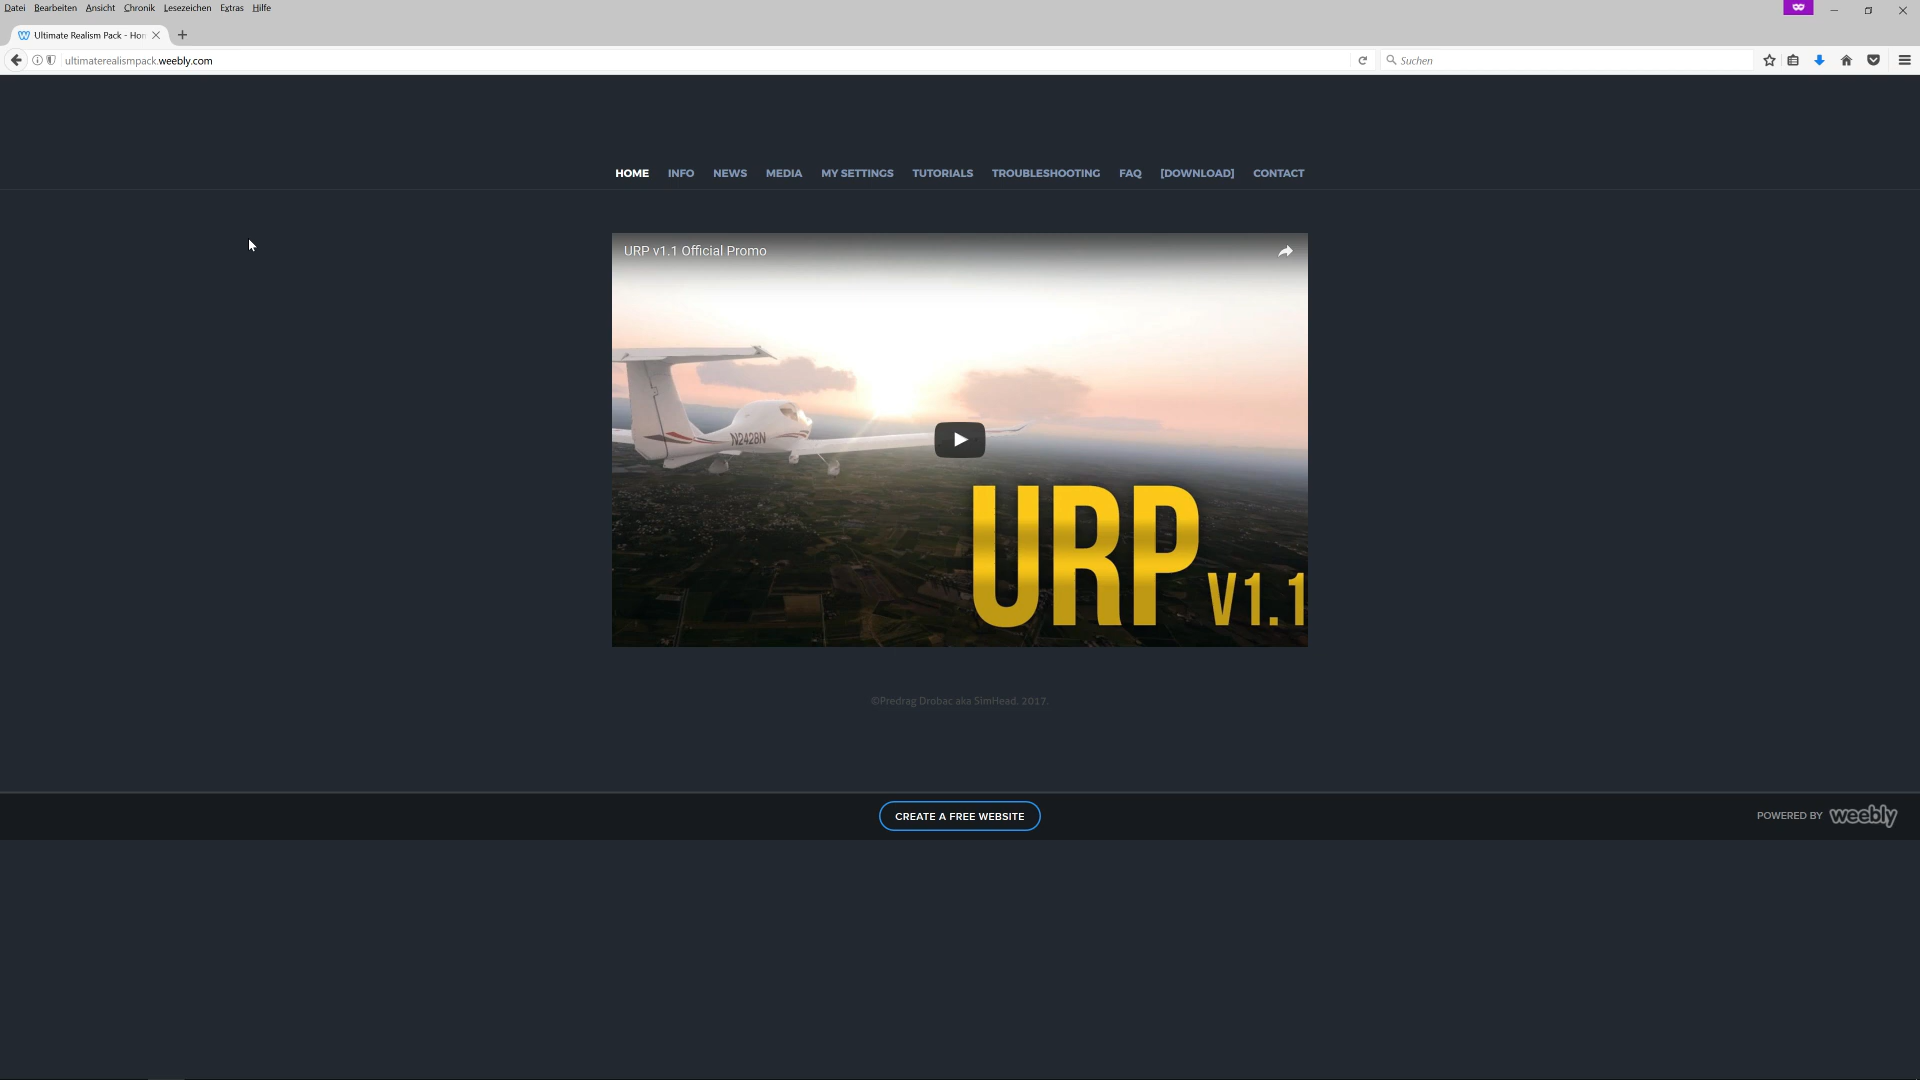 Datei Bearbeiten Ansicht Chronik Lesezeichen Extras Hilfe
Ultimate Realism Pack - Hom
ultimaterealismpack.weebly.com
Suchen
HOME INFO NEWS MEDIA MY SETTINGS TUTORIALS TROUBLESHOOTING FAQ [DOWNLOAD] CONTACT
URP v1.1 Official Promo
N2428N
URP V1.1
©Predrag Drobac aka SimHead. 2017.
CREATE A FREE WEBSITE
POWERED BY weebly